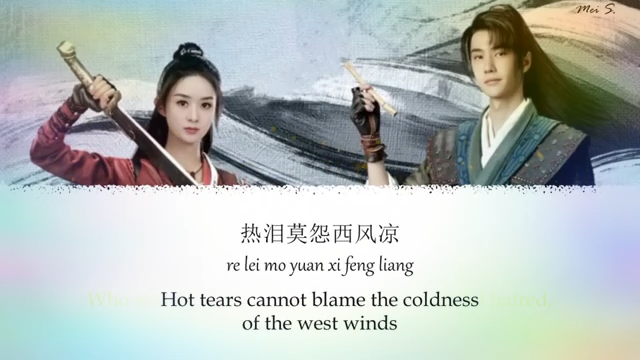 Mei S.
热泪莫怨西风凉
re lei mo yuan xi feng liang
Hot tears cannot blame the coldness
of the west winds